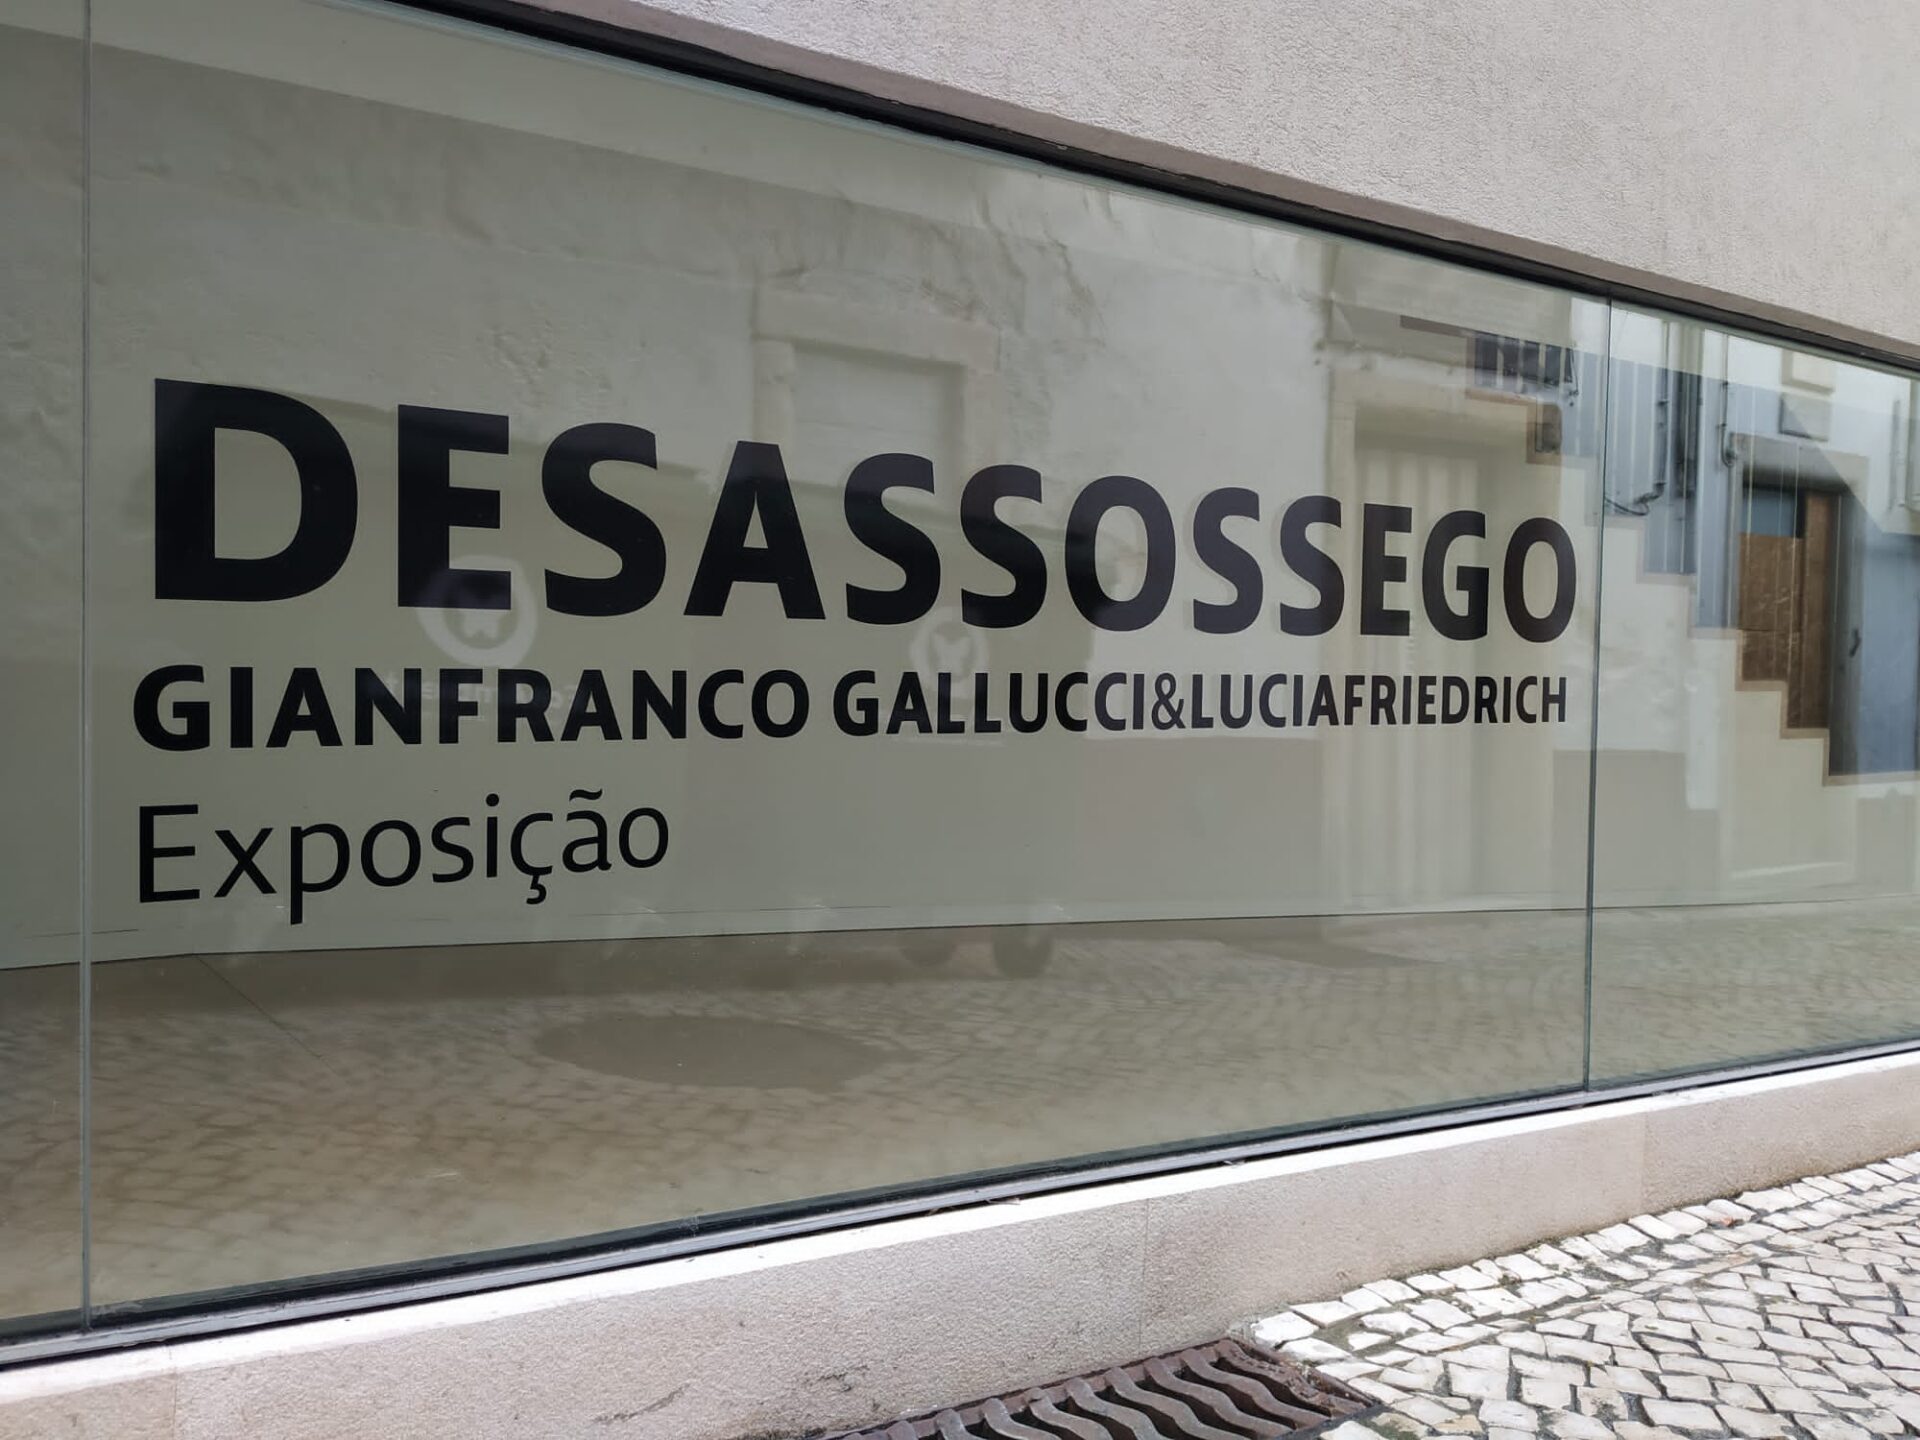 DESASSOSSEGO
GIANFRANCO GALLUCCI&LUCIAFRIEDRICH
Exposição